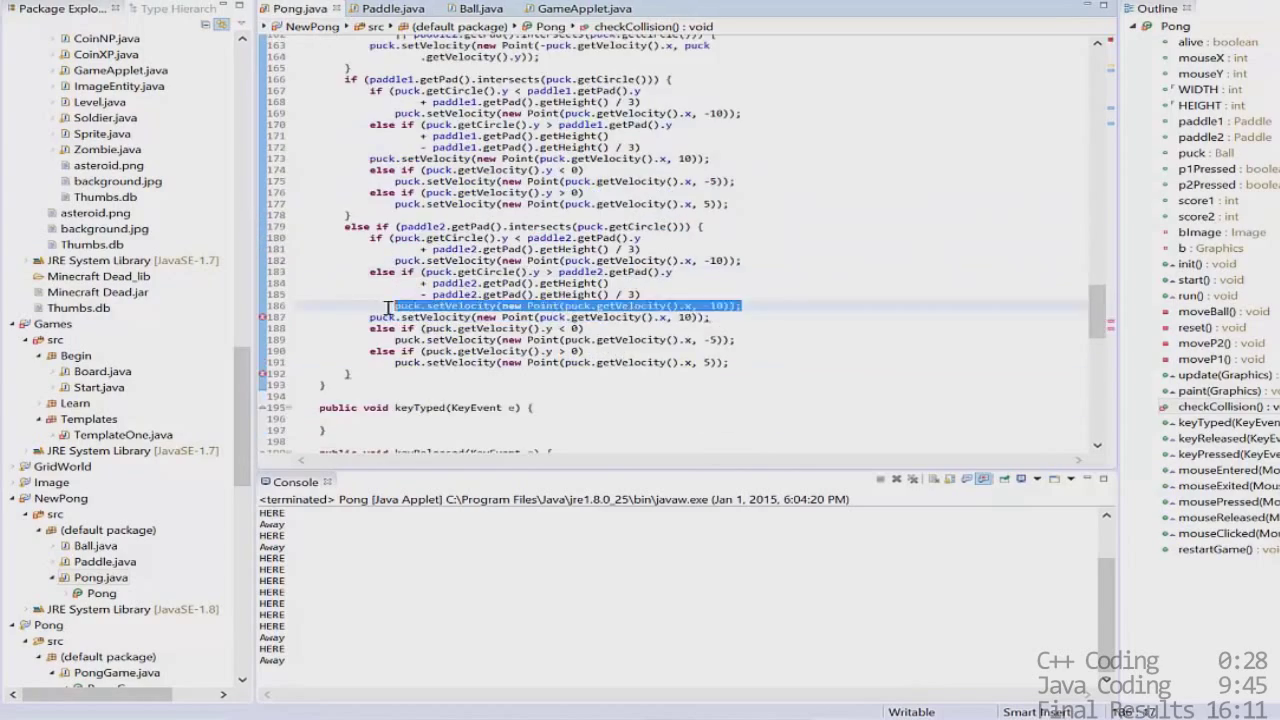 Package Explo...
Type Hierarch
Pong.java
Paddle.java
Ball.java
GameApplet.java
Outline
NewPong
src
(default package)
Pong
checkCollision() : void
CoinNP.java
CoinXP.java
GameApplet.java
ImageEntity.java
Level.java
Soldier.java
Sprite.java
Zombie.java
asteroid.png
background.jpg
Thumbs.db
asteroid.png
background.jpg
Thumbs.db
JRE System Library [JavaSE-1.7]
Minecraft Dead_lib
Minecraft Dead.jar
Thumbs.db
Games
src
Begin
Board.java
Start.java
Learn
Templates
TemplateOne.java
JRE System Library [JavaSE-1.7]
GridWorld
Image
NewPong
src
(default package)
Ball.java
Paddle.java
Pong.java
Pong
JRE System Library [JavaSE-1.8]
Pong
src
(default package)
PongGame.java
163 puck.setVelocity(new Point(-puck.getVelocity().x, puck
164 .getVelocity().y));
165 }
166 if (paddle1.getPad().intersects(puck.getCircle())) {
167 if (puck.getCircle().y < paddle1.getPad().y
168 + paddle1.getPad().getHeight() / 3)
169 puck.setVelocity(new Point(puck.getVelocity().x, -10));
170 else if (puck.getCircle().y > paddle1.getPad().y
171 + paddle1.getPad().getHeight()
172 - paddle1.getPad().getHeight() / 3)
173 puck.setVelocity(new Point(puck.getVelocity().x, 10));
174 else if (puck.getVelocity().y < 0)
175 puck.setVelocity(new Point(puck.getVelocity().x, -5));
176 else if (puck.getVelocity().y > 0)
177 puck.setVelocity(new Point(puck.getVelocity().x, 5));
178 }
179 else if (paddle2.getPad().intersects(puck.getCircle())) {
180 if (puck.getCircle().y < paddle2.getPad().y
181 + paddle2.getPad().getHeight() / 3)
182 puck.setVelocity(new Point(puck.getVelocity().x, -10));
183 else if (puck.getCircle().y > paddle2.getPad().y
184 + paddle2.getPad().getHeight()
185 - paddle2.getPad().getHeight() / 3)
186 puck.setVelocity(new Point(puck.getVelocity().x, -10));
187 puck.setVelocity(new Point(puck.getVelocity().x, 10));
188 else if (puck.getVelocity().y < 0)
189 puck.setVelocity(new Point(puck.getVelocity().x, -5));
190 else if (puck.getVelocity().y > 0)
191 puck.setVelocity(new Point(puck.getVelocity().x, 5));
192 }
193 }
194
195 public void keyTyped(KeyEvent e) {
196
197 }
198
Console
<terminated> Pong [Java Applet] C:\Program Files\Java\jre1.8.0_25\bin\javaw.exe (Jan 1, 2015, 6:04:20 PM)
HERE
Away
HERE
Away
HERE
HERE
HERE
HERE
HERE
HERE
HERE
Away
HERE
Away
Pong
alive : boolean
mouseX : int
mouseY : int
WIDTH : int
HEIGHT : int
paddle1 : Paddle
paddle2 : Paddle
puck : Ball
p1Pressed : boolean
p2Pressed : boolean
score1 : int
score2 : int
bImage : Image
b : Graphics
init() : void
start() : void
run() : void
moveBall() : void
reset() : void
moveP2() : void
moveP1() : void
update(Graphics)
paint(Graphics) :
checkCollision() : v
keyTyped(KeyEven
keyReleased(KeyEv
keyPressed(KeyEve
mouseEntered(Mo
mouseExited(Mous
mousePressed(Mo
mouseReleased(M
mouseClicked(Mou
restartGame() : voi
Writable
Smart Insert
C++ Coding 0:28
Java Coding 9:45
Final Results 16:11